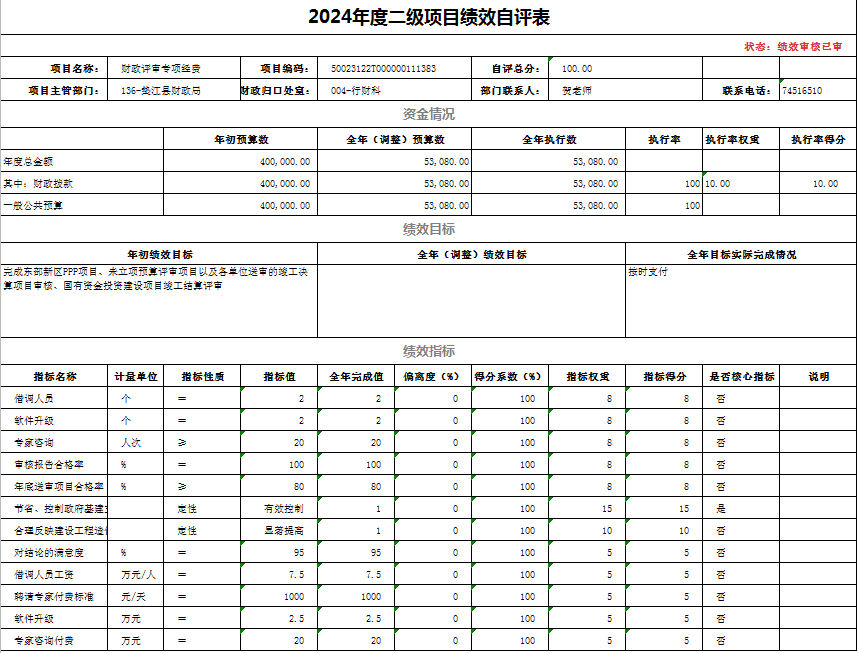 2024年度二级项目绩效自评表
状态：绩效审核已审
项目名称： 财政评审专项经费 项目编码： 50023122T000000111383 自评总分： 100.00
项目主管部门： 136-垫江县财政局 财政归口处室： 004-行财科 部门联系人： 贺老师 联系电话： 74516510
资金情况
年初预算数 全年（调整）预算数 全年执行数 执行率 执行率权重 执行率得分
年度总金额 400,000.00 53,080.00 53,080.00
其中：财政拨款 400,000.00 53,080.00 53,080.00 100 10.00 10.00
一般公共预算 400,000.00 53,080.00 53,080.00 100
绩效目标
年初绩效目标 全年（调整）绩效目标 全年目标实际完成情况
完成东部新区PPP项目、未立项预算评审项目以及各单位送审的竣工决 按时支付
算项目审核、国有资金投资建设项目竣工结算评审
绩效指标
指标名称 计量单位 指标性质 指标值 全年完成值 偏离度（%） 得分系数（%） 指标权重 指标得分 是否核心指标 说明
借调人员 个 ＝ 2 2 0 100 8 8 否
软件升级 个 ＝ 2 2 0 100 8 8 否
专家咨询 人次 ≥ 20 20 0 100 8 8 否
审核报告合格率 % ＝ 100 100 0 100 8 8 否
年底送审项目合格率 % ≥ 80 80 0 100 8 8 否
节省、控制政府基建 定性 有效控制 1 0 100 15 15 是
合理反映建设工程造 定性 显著提高 1 0 100 10 10 否
对结论的满意度 % ＝ 95 95 0 100 5 5 否
借调人员工资 万元/人 ＝ 7.5 7.5 0 100 5 5 否
聘请专家付费标准 元/天 ＝ 1000 1000 0 100 5 5 否
软件升级 万元 ＝ 2.5 2.5 0 100 5 5 否
专家咨询付费 万元 ＝ 20 20 0 100 5 5 否